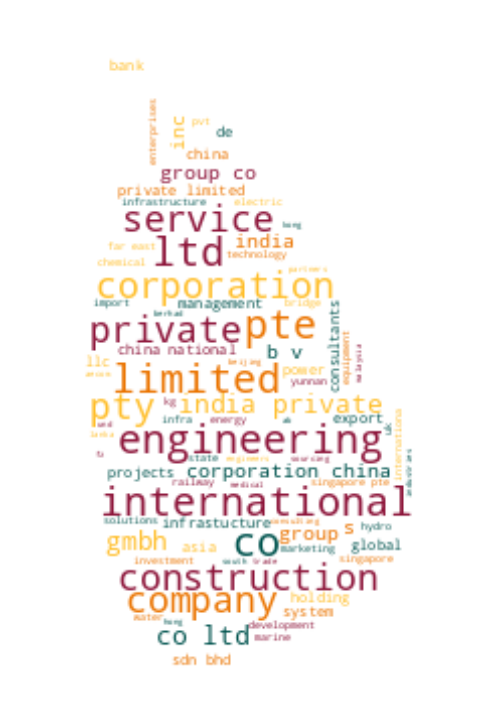 bank
enterprises
inc
pvt
de
china
group co
private limited
infrastructure
electric
service
hong
ltd
india
far east
technology
chemical
partners
corporation
import
management
bridge
berhad
private
pte
consultants
equipment
malaysia
b v
china national
llc
beijing
power
limited
yunnan
pty
kg
india private
infra
energy
export
uk
international
engineering
lanka
state
engineers
sourcing
projects
corporation china
industries
railway
medical
singapore pte
international
solutions
infrastucture
consulting
group
s
hydro
gmbh
asia
co
marketing
global
investment
south
trade
singapore
construction
company
holding
system
water
hong
development
co ltd
marine
sdn bhd